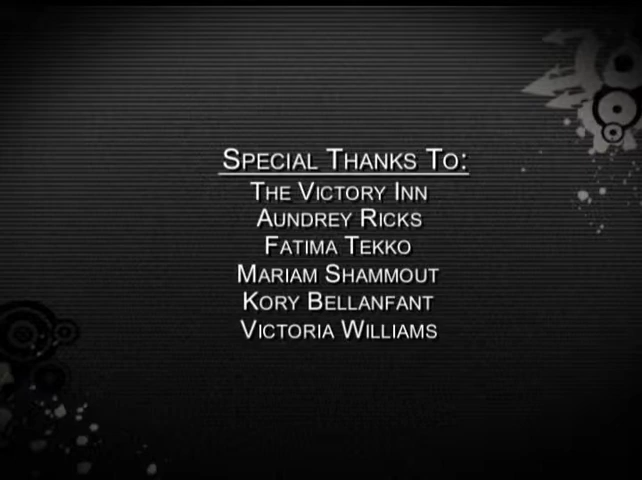 Special Thanks To:
The Victory Inn
Aundrey Ricks
Fatima Tekko
Mariam Shammout
Kory Bellanfant
Victoria Williams